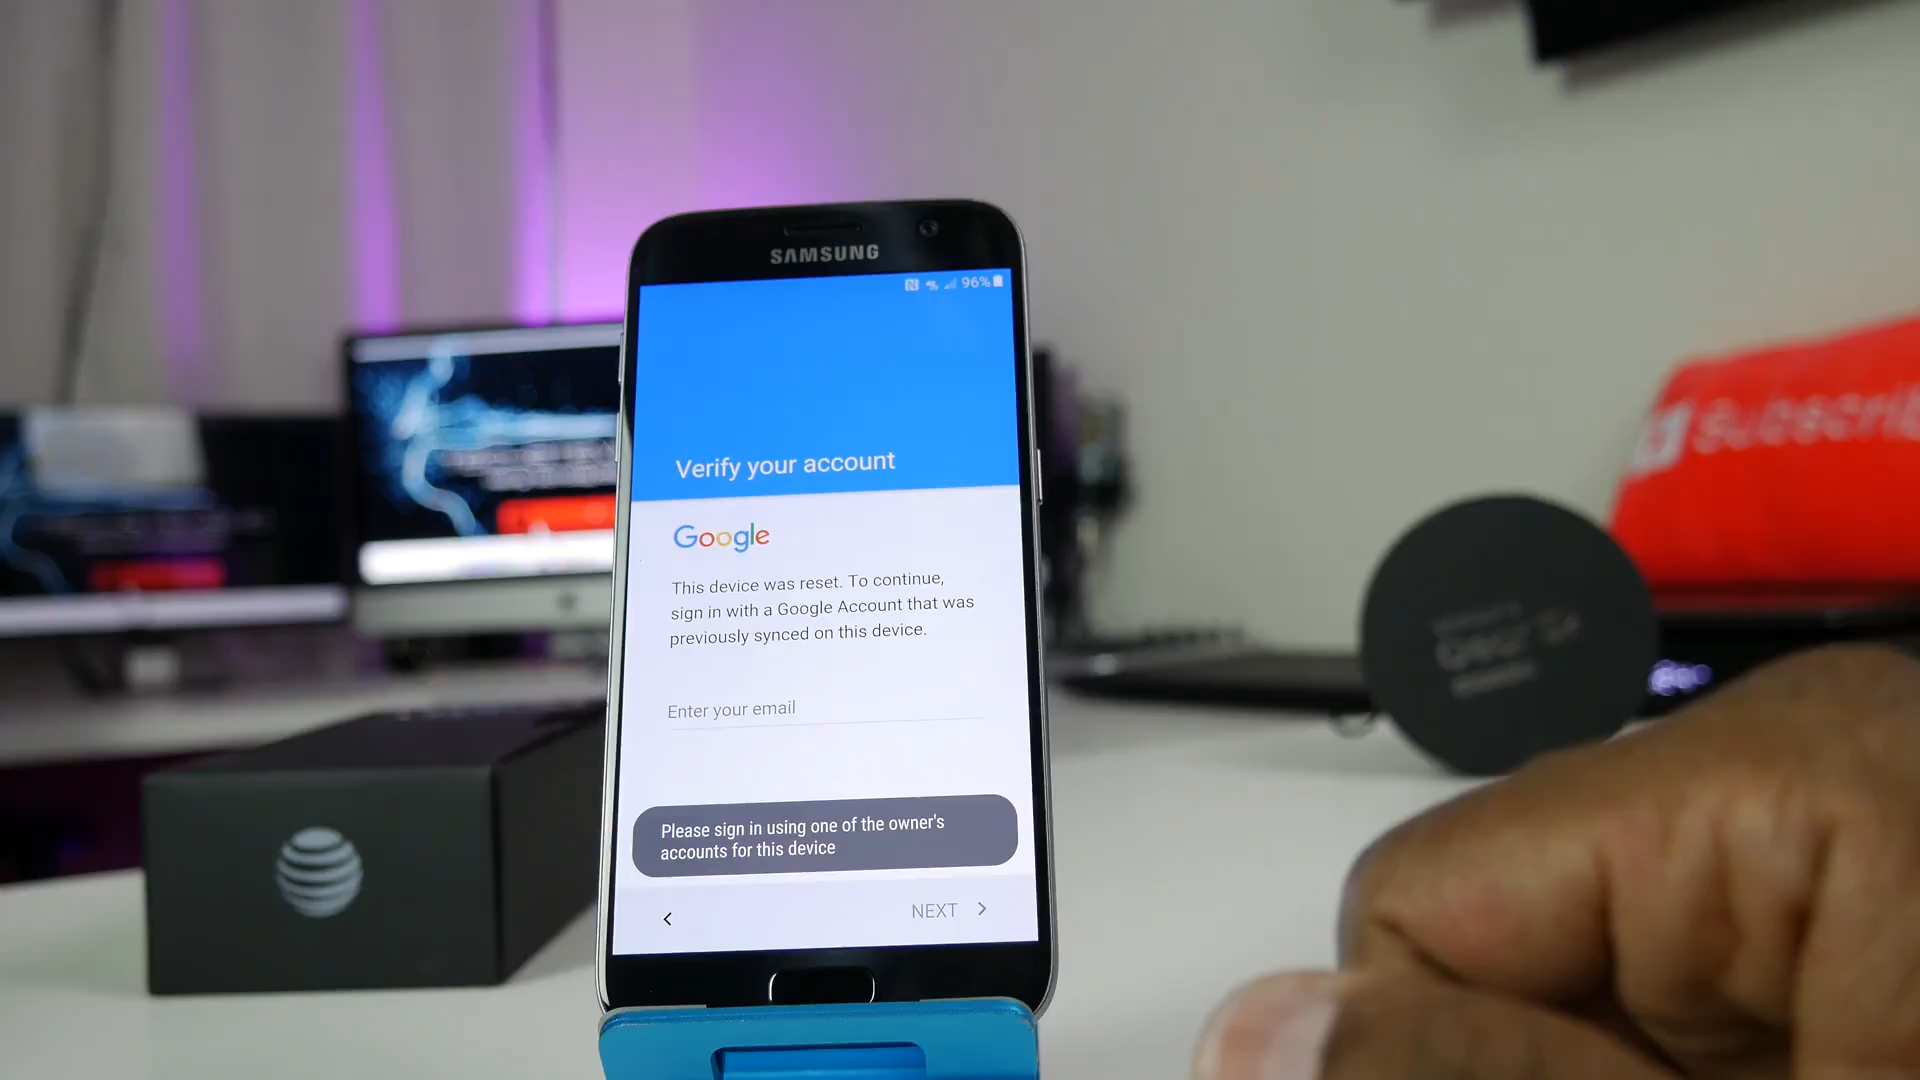 SAMSUNG
96%
Verify your account
Google
This device was reset. To continue,
sign in with a Google Account that was
previously synced on this device.
Enter your email
Please sign in using one of the owner's
accounts for this device
NEXT
SUBSCRIB